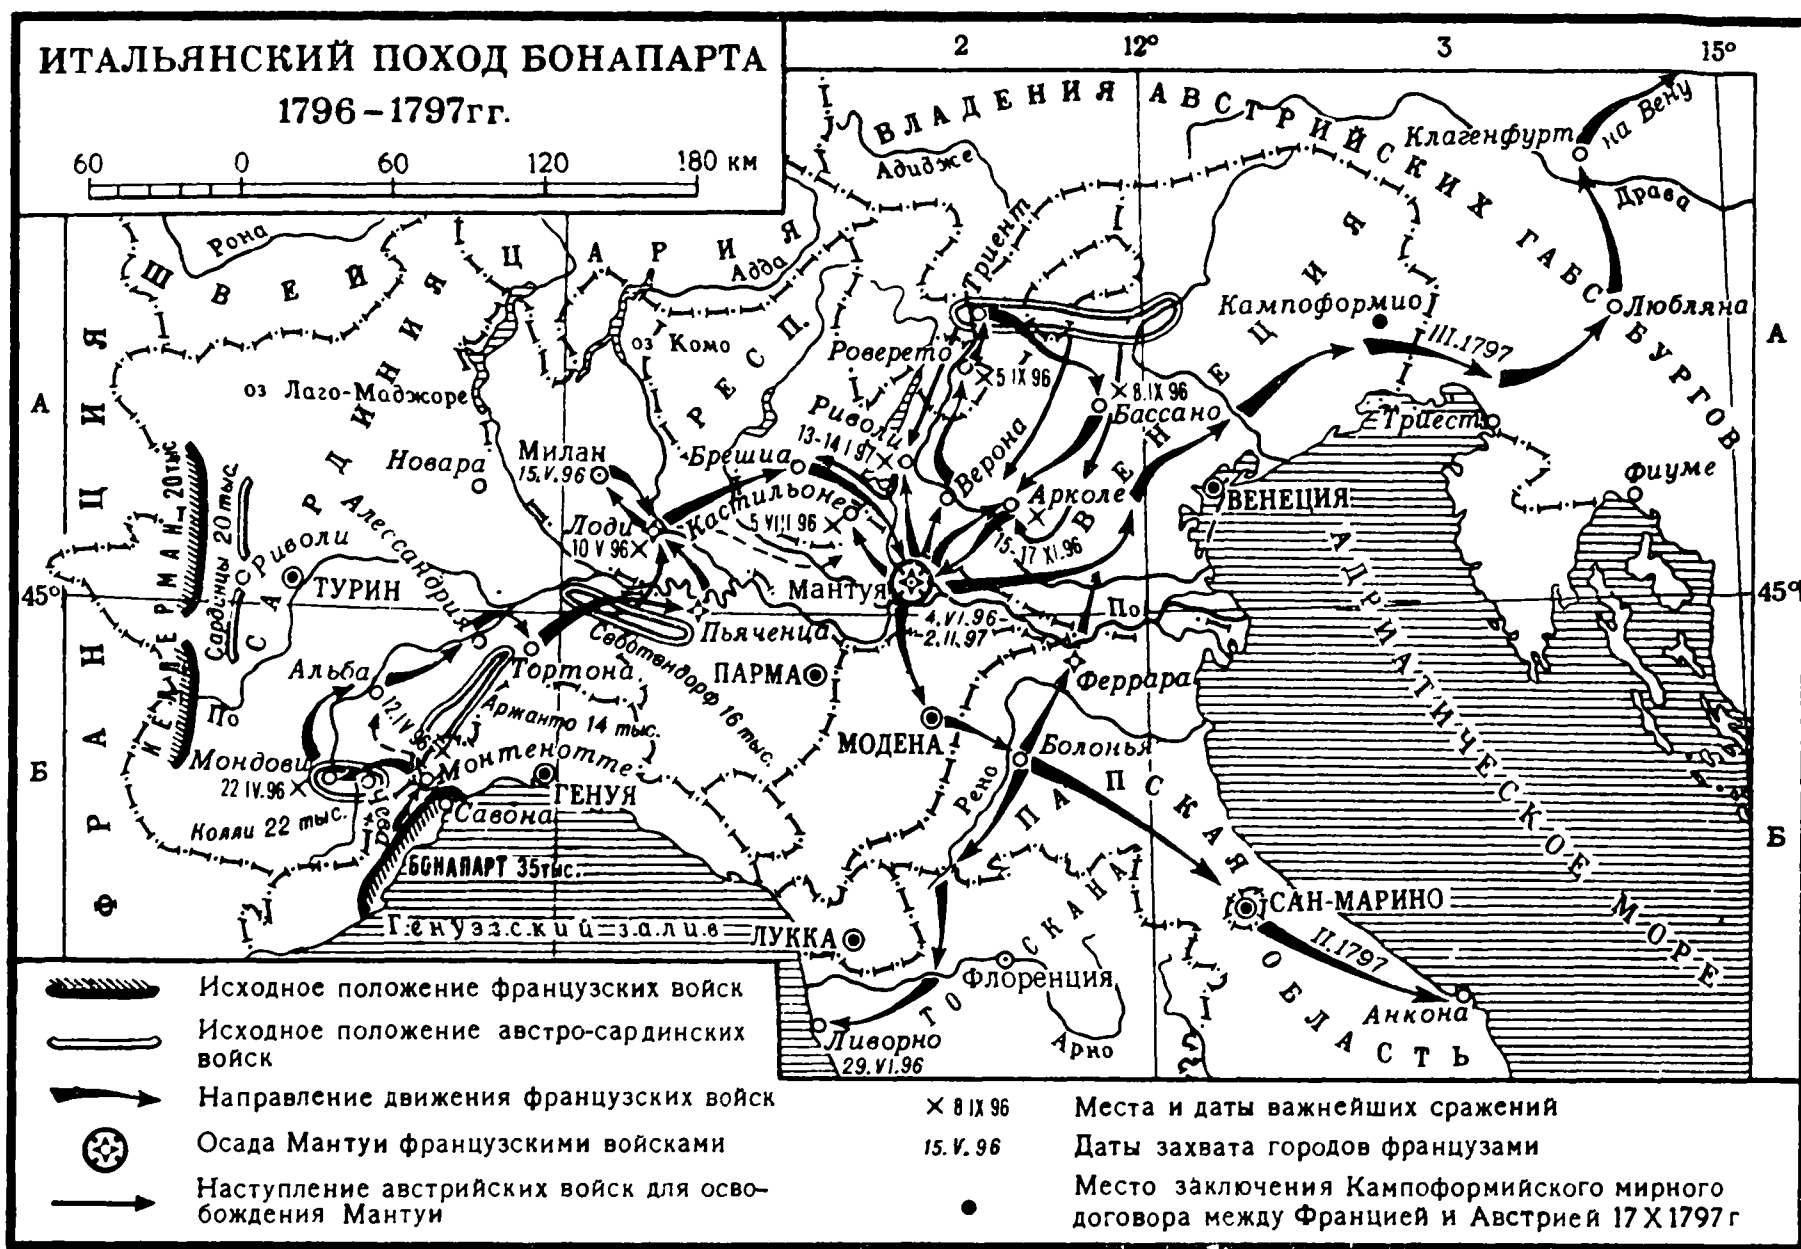 ИТАЛЬЯНСКИЙ ПОХОД БОНАПАРТА
1796–1797гг.
60 0 60 120 180 км
2 12° 3 15°
ВЛАДЕНИЯ АВСТРИЙСКИХ ГАБСБУРГОВ
Клагенфурт
на Вену
Адидже
Драва
Рона
ШВЕЙЦАРИЯ
Адда
Триент
Кампоформио
Любляна
III.1797
оз Комо
Роверето
5 IX 96
8.IX 96
Бассано
ВЕНЕЦИЯ
РЕСП.
А
А
оз Лаго-Маджоре
Риволи
13-14 I 97
Триест
Фиуме
ФРАНЦИЯ
САРДИНИЯ
Новара
Милан
15.V.96
Брешиа
Верона
Арколе
15-17 XI.96
ВЕНЕЦИЯ
КЕЛЛЕРМАН 20 тыс
Сардинцы 20 тыс.
Риволи
ТУРИН
Алессандрия
Лоди
10 V 96
Кастильоне
5 VIII 96
Мантуя
4.VI.96-
-2.II.97
По
45°
45°
Пьяченца
Себотендорф 16 тыс.
ПАРМА
Феррара
Альба
Тортона
По
12.IV 96
Аржанто 14 тыс.
МОДЕНА
Болонья
Рено
Мондови
22 IV.96
Монтенотте
ГЕНУЯ
Чева
Савона
Колли 22 тыс.
БОНАПАРТ 35тыс.
Б
Б
ПАПСКАЯ ОБЛАСТЬ
АДРИАТИЧЕСКОЕ МОРЕ
Генуэзский залив
ЛУККА
САН-МАРИНО
II.1797
ТОСКАНА
Флоренция
Анкона
Ливорно
29.VI.96
Арно
Исходное положение французских войск
Исходное положение австро-сардинских
войск
Направление движения французских войск
Осада Мантуи французскими войсками
Наступление австрийских войск для осво-
бождения Мантуи
8 IX 96 Места и даты важнейших сражений
15.V.96 Даты захвата городов французами
Место заключения Кампоформийского мирного
договора между Францией и Австрией 17 X 1797 г